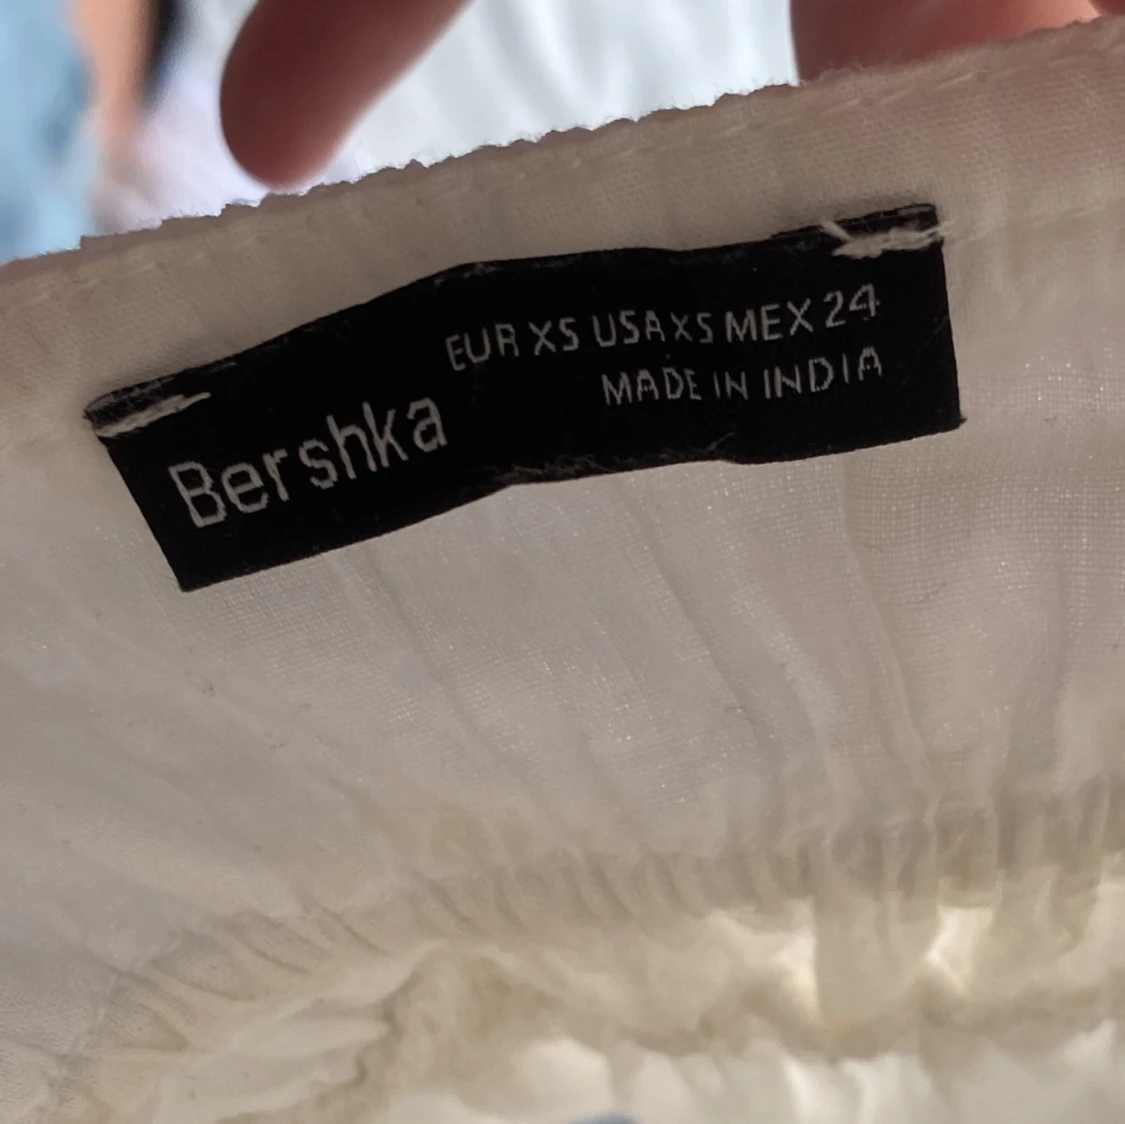 EUR XS USA XS MEX 24
MADE IN INDIA
Bershka